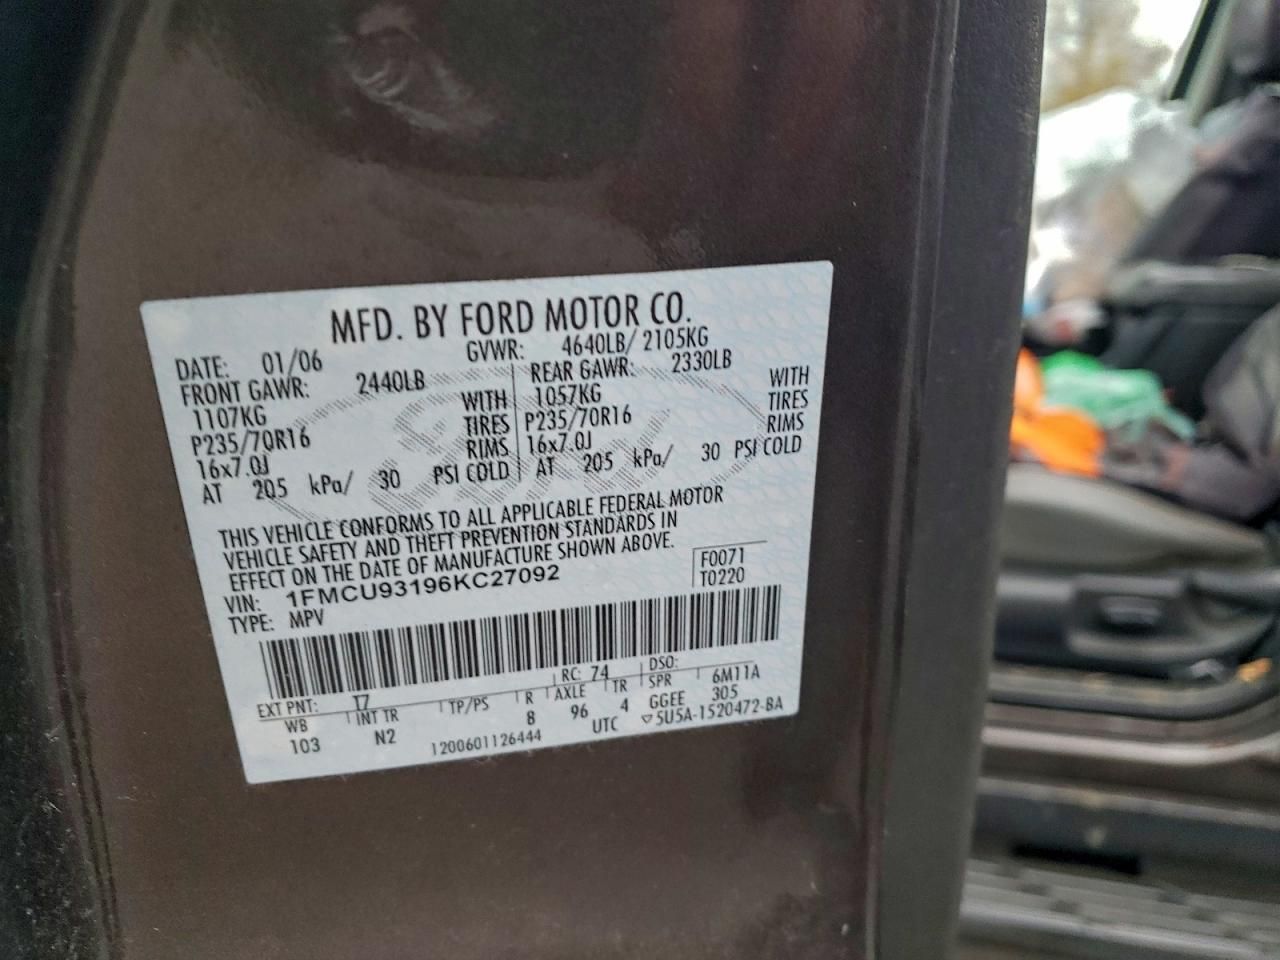 MFD. BY FORD MOTOR CO.
DATE: 01/06 GVWR: 4640LB/ 2105KG
FRONT GAWR: 2440LB REAR GAWR: 2330LB
1107KG WITH 1057KG WITH
P235/70R16 TIRES P235/70R16 TIRES
16x7.0J RIMS 16x7.0J RIMS
AT 205 kPa/ 30 PSI COLD AT 205 kPa/ 30 PSI COLD
Ford
THIS VEHICLE CONFORMS TO ALL APPLICABLE FEDERAL MOTOR
VEHICLE SAFETY AND THEFT PREVENTION STANDARDS IN
EFFECT ON THE DATE OF MANUFACTURE SHOWN ABOVE.
VIN: 1FMCU93196KC27092 F0071
TYPE: MPV T0220
EXT PNT: T7 RC: 74 DSO:
WB INT TR TP/PS R AXLE TR SPR 6M11A
103 N2 8 96 4 GGEE 305
1200601126444 UTC ▽5U5A-1520472-BA